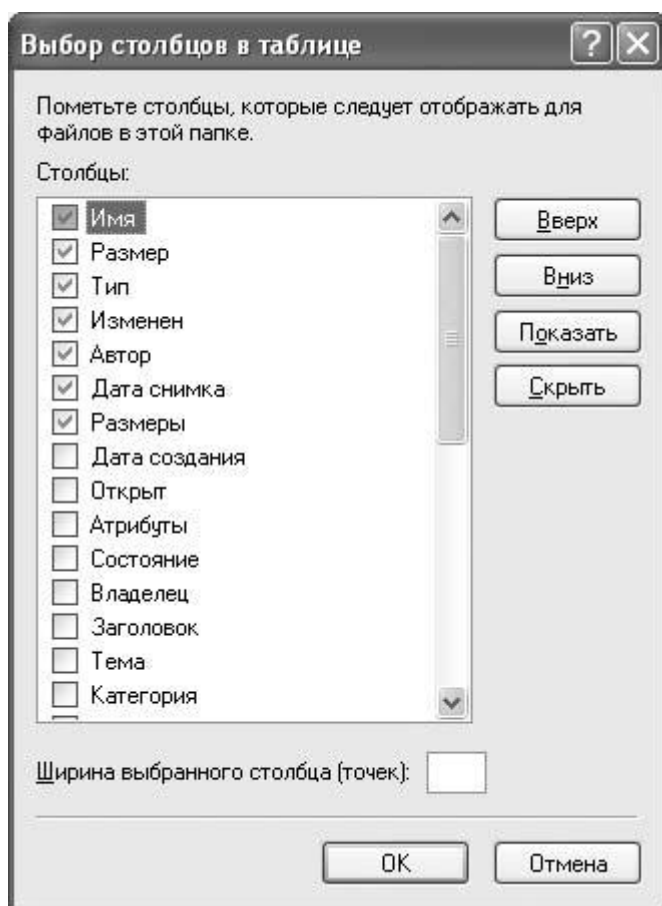 Выбор столбцов в таблице
Пометьте столбцы, которые следует отображать для
файлов в этой папке.
Столбцы:
Имя
Размер
Тип
Изменен
Автор
Дата снимка
Размеры
Дата создания
Открыт
Атрибуты
Состояние
Владелец
Заголовок
Тема
Категория
Вверх
Вниз
Показать
Скрыть
Ширина выбранного столбца (точек):
OK
Отмена